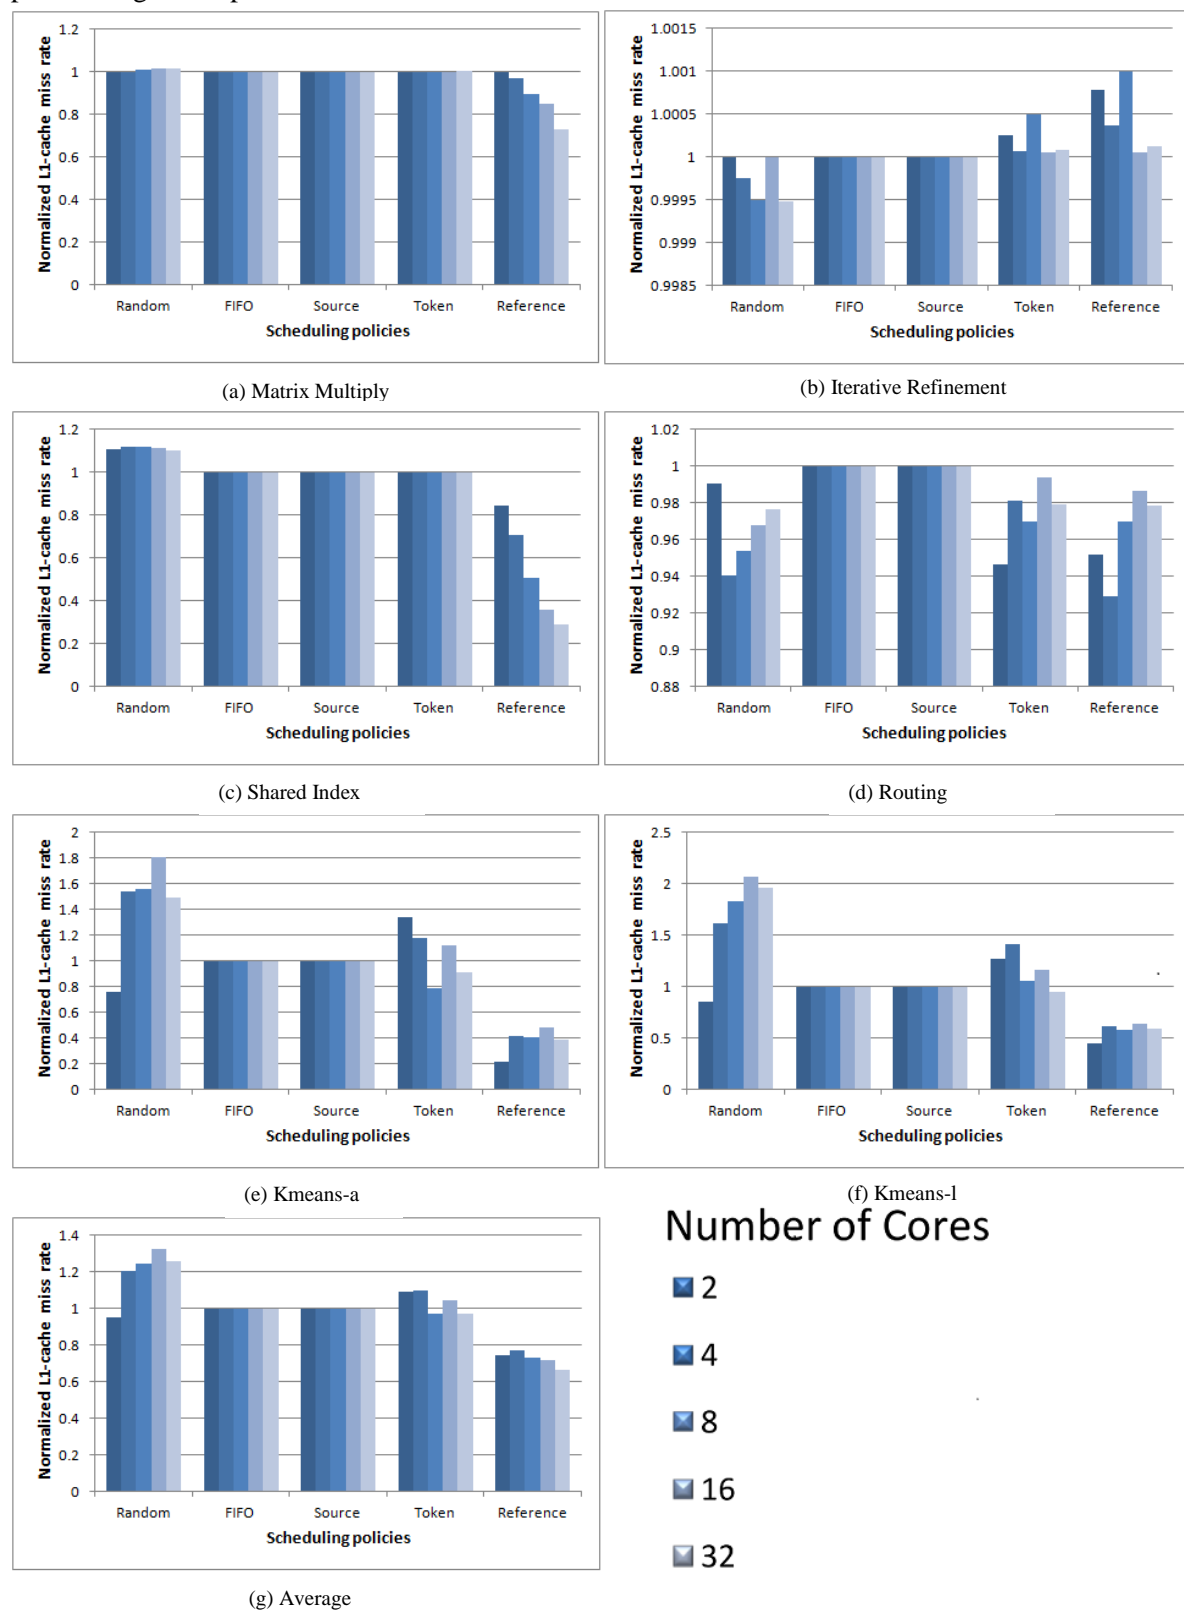 1.2
1
0.8
0.6
0.4
0.2
0
Normalized L1-cache miss rate
Random FIFO Source Token Reference
Scheduling policies
(a) Matrix Multiply
1.0015
1.001
1.0005
1
0.9995
0.999
0.9985
Normalized L1-cache miss rate
Random FIFO Source Token Reference
Scheduling policies
(b) Iterative Refinement
1.2
1
0.8
0.6
0.4
0.2
0
Normalized L1-cache miss rate
Random FIFO Source Token Reference
Scheduling policies
(c) Shared Index
1.02
1
0.98
0.96
0.94
0.92
0.9
0.88
Normalized L1-cache miss rate
Random FIFO Source Token Reference
Scheduling policies
(d) Routing
2
1.8
1.6
1.4
1.2
1
0.8
0.6
0.4
0.2
0
Normalized L1-cache miss rate
Random FIFO Source Token Reference
Scheduling policies
(e) Kmeans-a
2.5
2
1.5
1
0.5
0
Normalized L1-cache miss rate
Random FIFO Source Token Reference
Scheduling policies
(f) Kmeans-l
1.4
1.2
1
0.8
0.6
0.4
0.2
0
Normalized L1-cache miss rate
Random FIFO Source Token Reference
Scheduling policies
(g) Average
Number of Cores
2
4
8
16
32